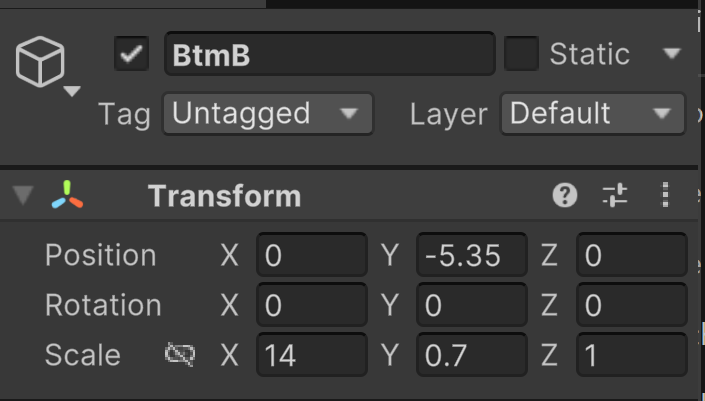 BtmB Static
Tag Untagged Layer Default
Transform
Position X 0 Y -5.35 Z 0
Rotation X 0 Y 0 Z 0
Scale X 14 Y 0.7 Z 1